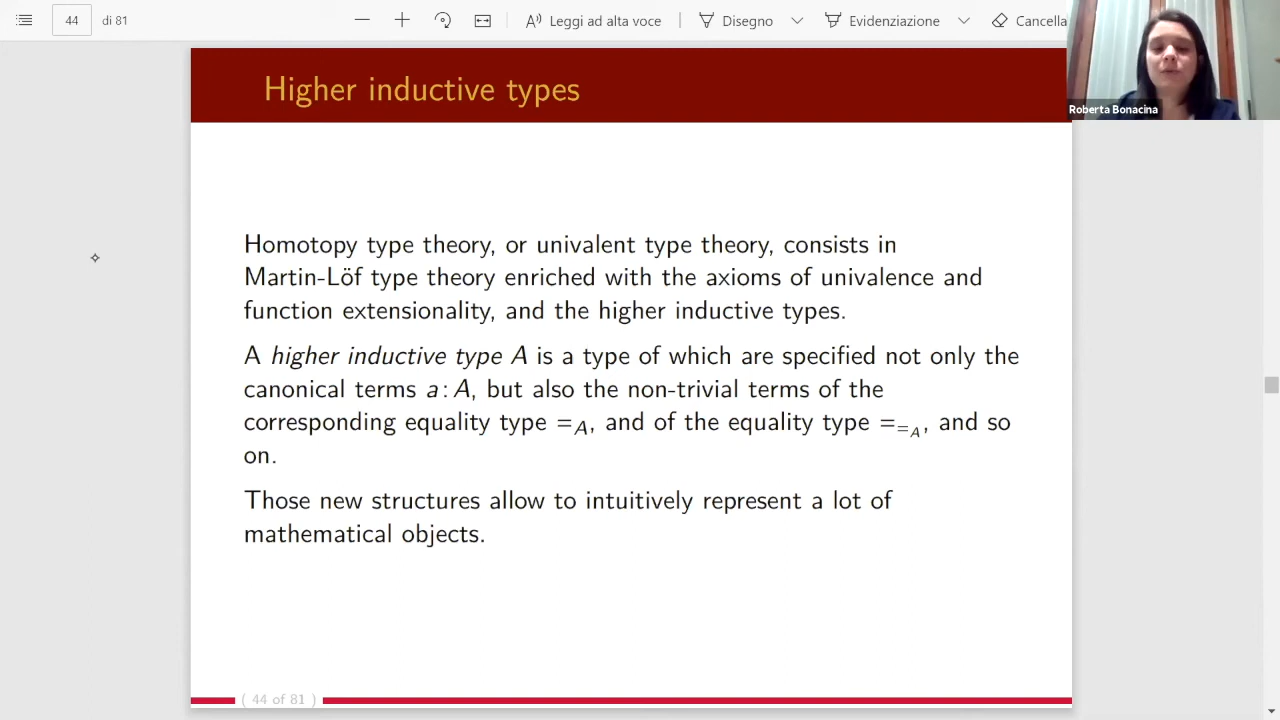 44 di 81 Leggi ad alta voce Disegno Evidenziazione Cancella
Roberta Bonacina
Higher inductive types
Homotopy type theory, or univalent type theory, consists in
Martin-Löf type theory enriched with the axioms of univalence and
function extensionality, and the higher inductive types.
A higher inductive type A is a type of which are specified not only the
canonical terms a : A, but also the non-trivial terms of the
corresponding equality type =_A, and of the equality type =_{=_A}, and so
on.
Those new structures allow to intuitively represent a lot of
mathematical objects.
( 44 of 81 )